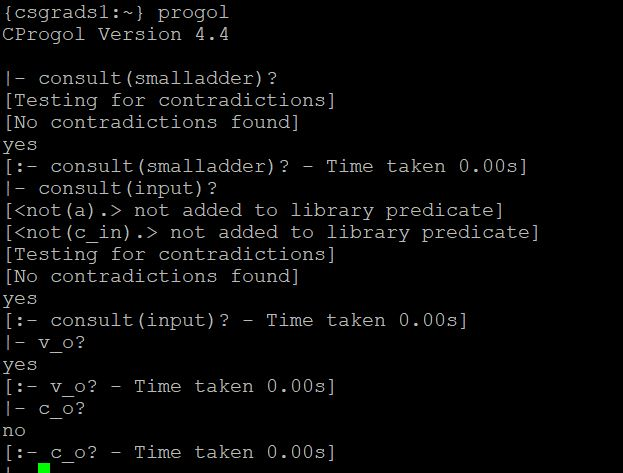 {csgrads1:~} progol
CProgol Version 4.4
|- consult(smalladder)?
[Testing for contradictions]
[No contradictions found]
yes
[:- consult(smalladder)? - Time taken 0.00s]
|- consult(input)?
[<not(a).> not added to library predicate]
[<not(c_in).> not added to library predicate]
[Testing for contradictions]
[No contradictions found]
yes
[:- consult(input)? - Time taken 0.00s]
|- v_o?
yes
[:- v_o? - Time taken 0.00s]
|- c_o?
no
[:- c_o? - Time taken 0.00s]